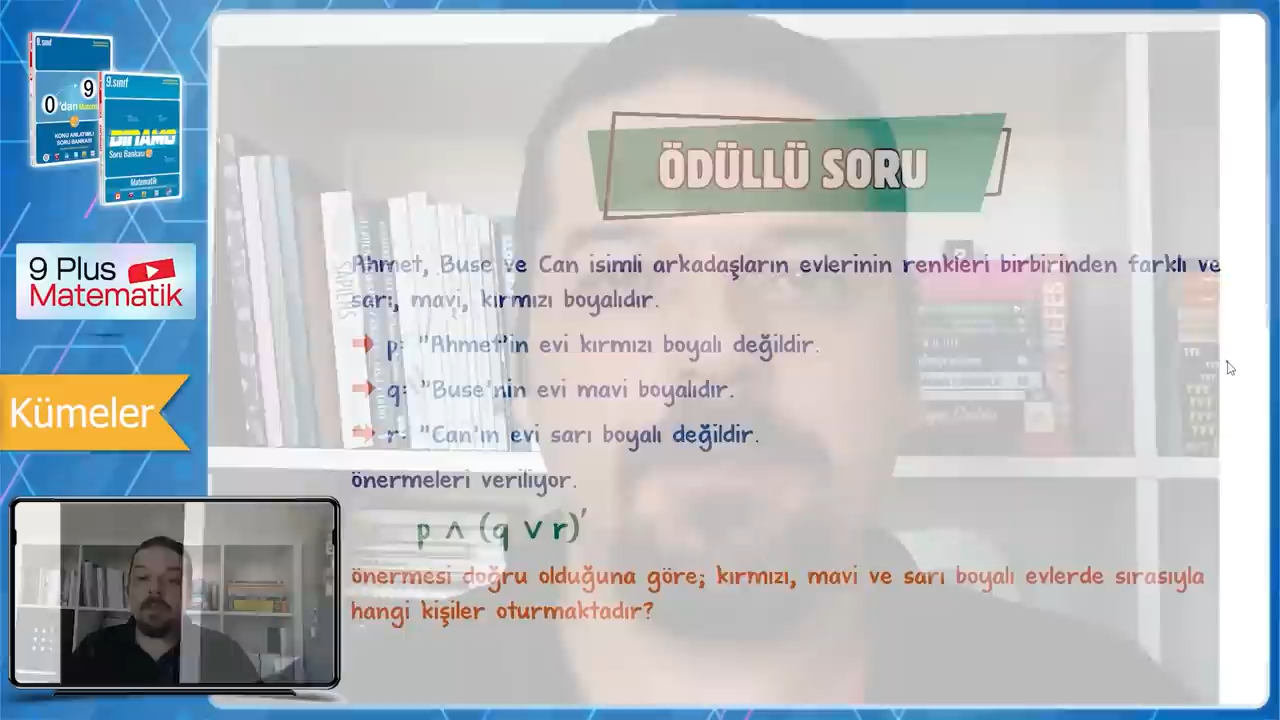 9.sınıf
9
0'dan
KONU ANLATIMLI
SORU BANKASI
9.sınıf
DİNAMO
Soru Bankası
Matematik
9 Plus
Matematik
Kümeler
ÖDÜLLÜ SORU
Ahmet, Buse ve Can isimli arkadaşların evlerinin renkleri birbirinden farklı ve
sarı, mavi, kırmızı boyalıdır.
p: "Ahmet'in evi kırmızı boyalı değildir.
q: "Buse'nin evi mavi boyalıdır.
r: "Can'ın evi sarı boyalı değildir.
önermeleri veriliyor.
p ∧ (q ∨ r)'
önermesi doğru olduğuna göre; kırmızı, mavi ve sarı boyalı evlerde sırasıyla
hangi kişiler oturmaktadır?